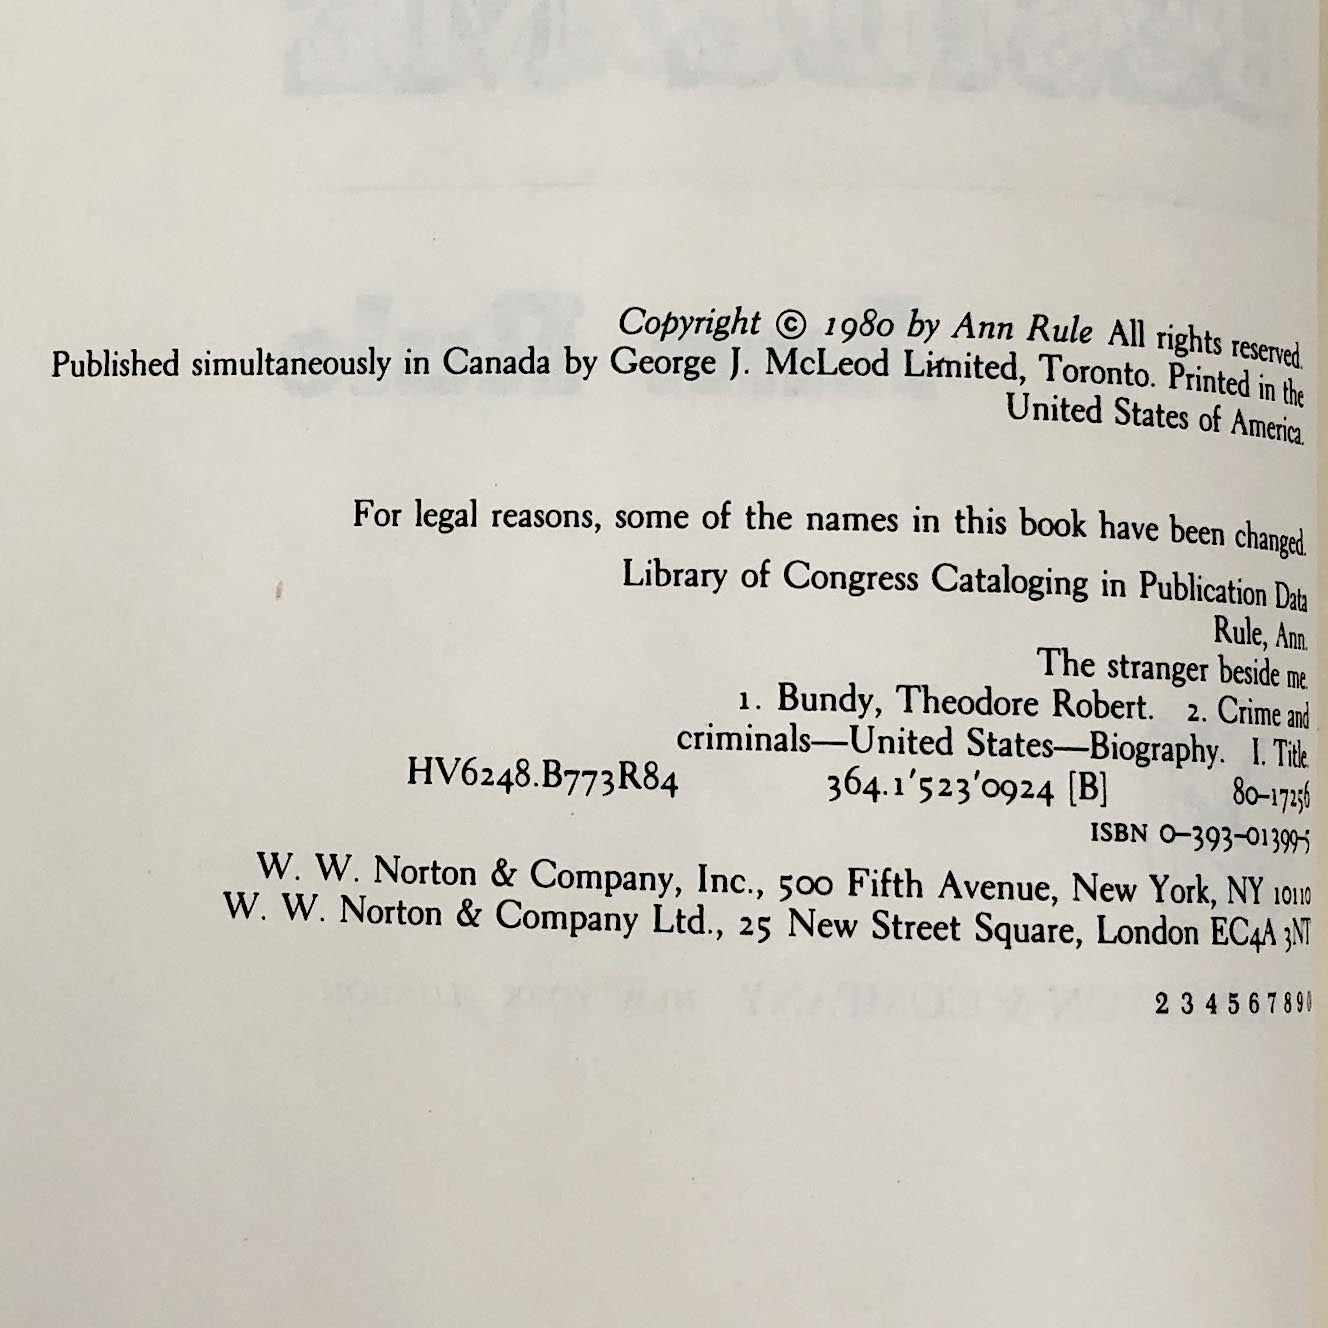 Copyright © 1980 by Ann Rule All rights reserved.
Published simultaneously in Canada by George J. McLeod Limited, Toronto. Printed in the
United States of America.
For legal reasons, some of the names in this book have been changed.
Library of Congress Cataloging in Publication Data
Rule, Ann.
The stranger beside me.
1. Bundy, Theodore Robert. 2. Crime and
criminals—United States—Biography. I. Title.
HV6248.B773R84 364.1′523′0924 [B] 80–17256
ISBN 0–393–01399–5
W. W. Norton & Company, Inc., 500 Fifth Avenue, New York, NY 10110
W. W. Norton & Company Ltd., 25 New Street Square, London EC4A 3NT
2 3 4 5 6 7 8 9 0